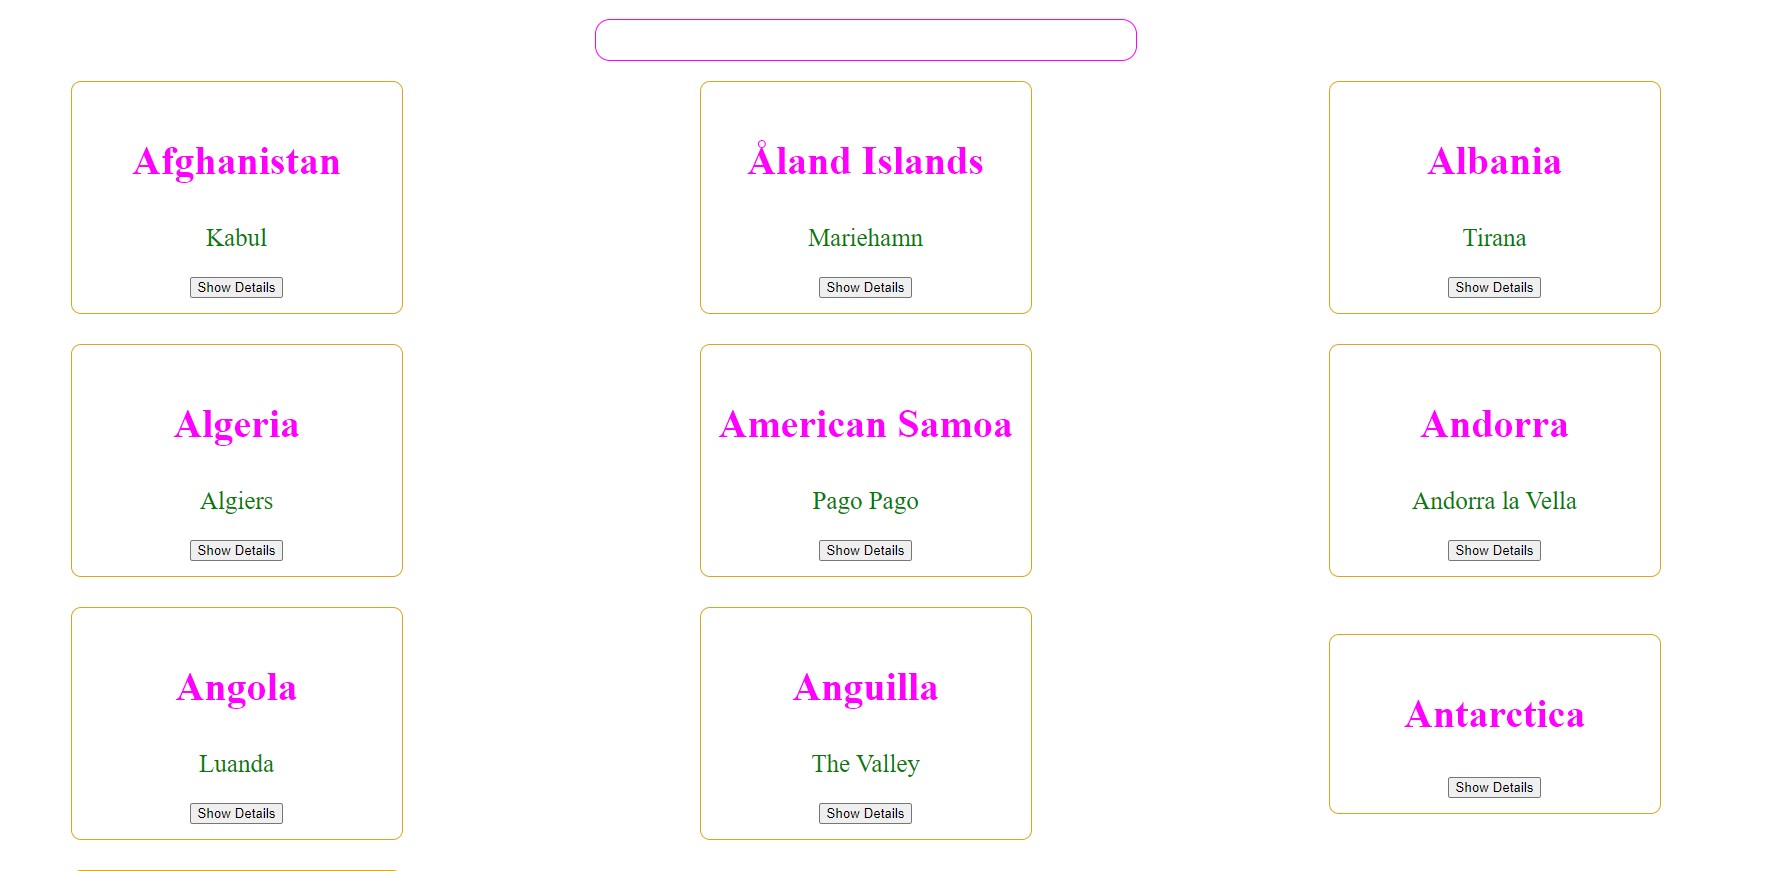 Afghanistan
Kabul
Show Details
Åland Islands
Mariehamn
Show Details
Albania
Tirana
Show Details
Algeria
Algiers
Show Details
American Samoa
Pago Pago
Show Details
Andorra
Andorra la Vella
Show Details
Angola
Luanda
Show Details
Anguilla
The Valley
Show Details
Antarctica
Show Details